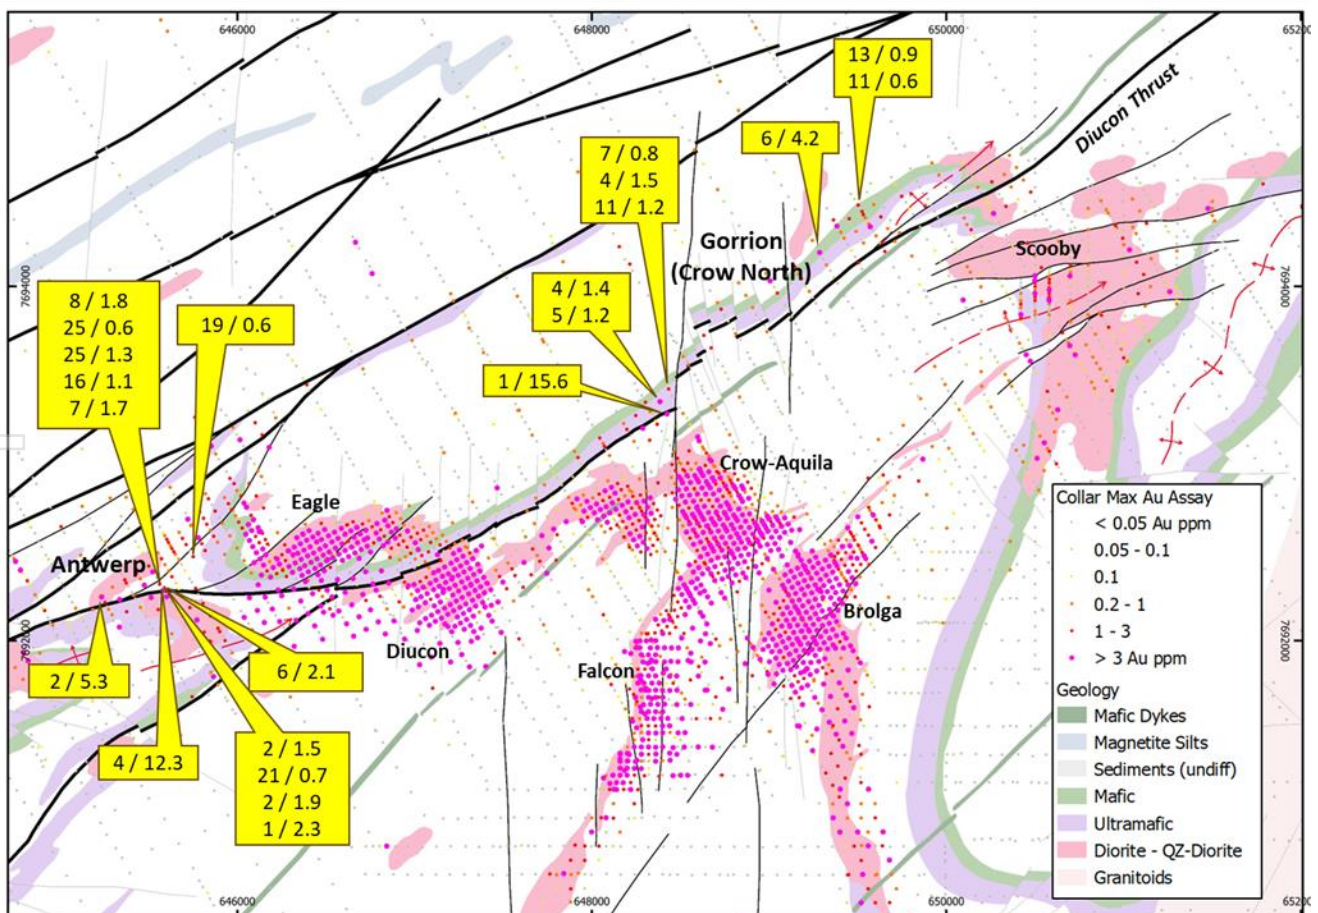 646000
648000
650000
652000
13 / 0.9
11 / 0.6
Diucon Thrust
6 / 4.2
7 / 0.8
4 / 1.5
11 / 1.2
Gorrion
(Crow North)
Scooby
7694000
7694000
8 / 1.8
25 / 0.6
25 / 1.3
16 / 1.1
7 / 1.7
19 / 0.6
4 / 1.4
5 / 1.2
1 / 15.6
Crow-Aquila
Eagle
Antwerp
Brolga
Diucon
Falcon
7692000
7692000
2 / 5.3
6 / 2.1
4 / 12.3
2 / 1.5
21 / 0.7
2 / 1.9
1 / 2.3
Collar Max Au Assay
< 0.05 Au ppm
0.05 - 0.1
0.1
0.2 - 1
1 - 3
> 3 Au ppm
Geology
Mafic Dykes
Magnetite Silts
Sediments (undiff)
Mafic
Ultramafic
Diorite - QZ-Diorite
Granitoids
646000
648000
650000